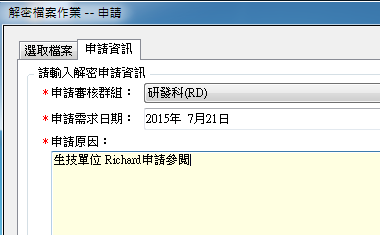 解密檔案作業 -- 申請
選取檔案 申請資訊
請輸入解密申請資訊
*申請審核群組： 研發科(RD)
*申請需求日期： 2015年 7月21日
*申請原因：
生技單位 Richard申請參閱